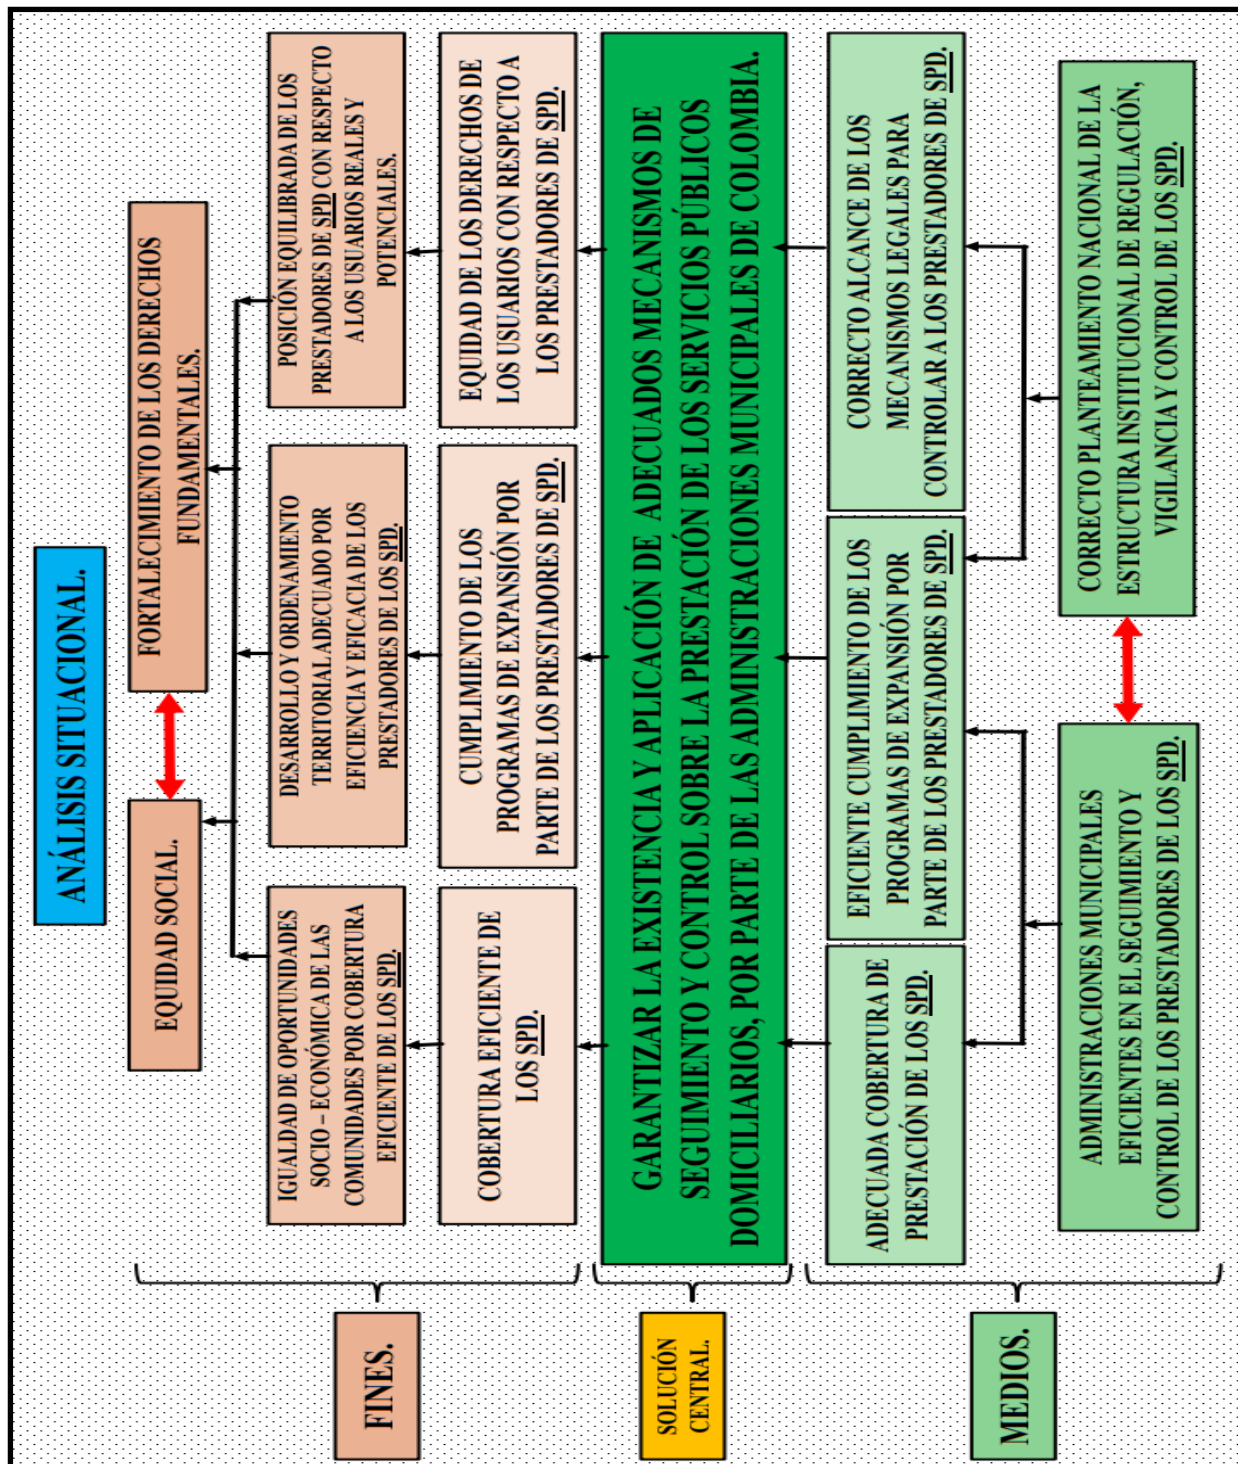 ANÁLISIS SITUACIONAL.
EQUIDAD SOCIAL.
FORTALECIMIENTO DE LOS DERECHOS
FUNDAMENTALES.
FINES.
IGUALDAD DE OPORTUNIDADES
SOCIO – ECONÓMICA DE LAS
COMUNIDADES POR COBERTURA
EFICIENTE DE LOS SPD.
DESARROLLO Y ORDENAMIENTO
TERRITORIAL ADECUADO POR
EFICIENCIA Y EFICACIA DE LOS
PRESTADORES DE LOS SPD.
POSICIÓN EQUILIBRADA DE LOS
PRESTADORES DE SPD CON RESPECTO
A LOS USUARIOS REALES Y
POTENCIALES.
COBERTURA EFICIENTE DE
LOS SPD.
CUMPLIMIENTO DE LOS
PROGRAMAS DE EXPANSIÓN POR
PARTE DE LOS PRESTADORES DE SPD.
EQUIDAD DE LOS DERECHOS DE
LOS USUARIOS CON RESPECTO A
LOS PRESTADORES DE SPD.
SOLUCIÓN
CENTRAL.
GARANTIZAR LA EXISTENCIA Y APLICACIÓN DE ADECUADOS MECANISMOS DE
SEGUMIENTO Y CONTROL SOBRE LA PRESTACIÓN DE LOS SERVICIOS PÚBLICOS
DOMICILIARIOS, POR PARTE DE LAS ADMINISTRACIONES MUNICIPALES DE COLOMBIA.
MEDIOS.
ADECUADA COBERTURA DE
PRESTACIÓN DE LOS SPD.
EFICIENTE CUMPLIMIENTO DE LOS
PROGRAMAS DE EXPANSIÓN POR
PARTE DE LOS PRESTADORES DE SPD.
CORRECTO ALCANCE DE LOS
MECANISMOS LEGALES PARA
CONTROLAR A LOS PRESTADORES DE SPD.
ADMINISTRACIONES MUNICIPALES
EFICIENTES EN EL SEGUIMIENTO Y
CONTROL DE LOS PRESTADORES DE LOS SPD.
CORRECTO PLANTEAMIENTO NACIONAL DE LA
ESTRUCTURA INSTITUCIONAL DE REGULACIÓN,
VIGILANCIA Y CONTROL DE LOS SPD.